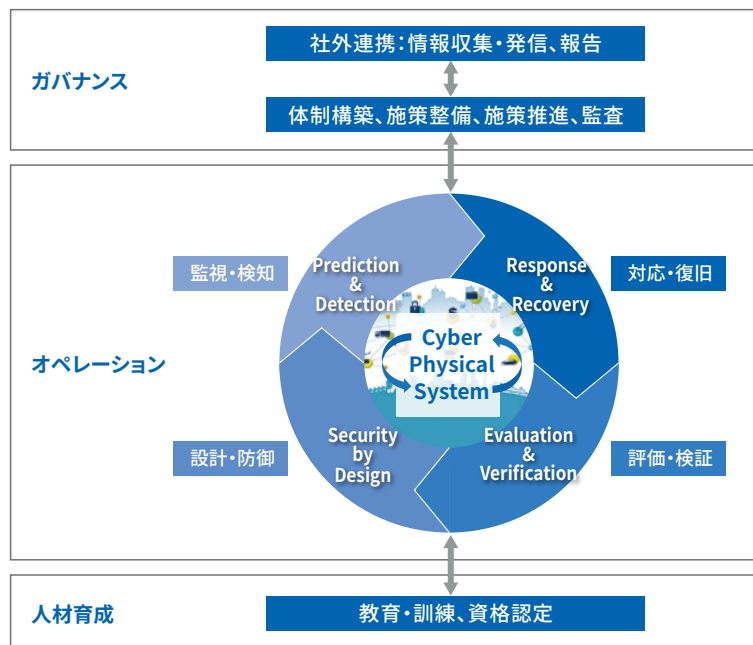 社外連携：情報収集・発信、報告
ガバナンス
体制構築、施策整備、施策推進、監査
監視・検知
Prediction
&
Detection
Response
&
Recovery
対応・復旧
オペレーション
Cyber
Physical
System
設計・防御
Security
by
Design
Evaluation
&
Verification
評価・検証
人材育成
教育・訓練、資格認定